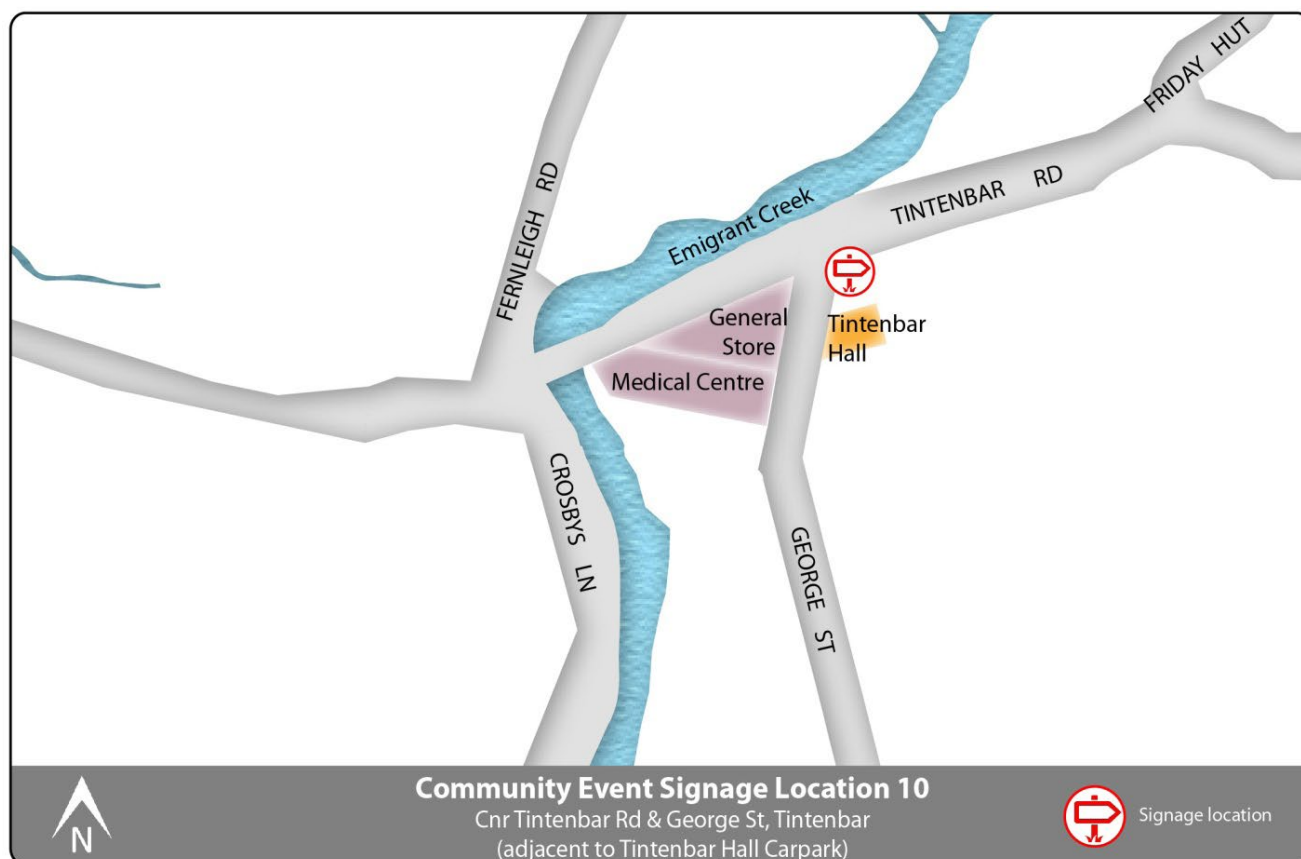 FRIDAY HUT
TINTENBAR RD
FERNLEIGH RD
Emigrant Creek
General
Store
Tintenbar
Hall
Medical Centre
CROSBYS LN
GEORGE ST
N
Community Event Signage Location 10
Cnr Tintenbar Rd & George St, Tintenbar
(adjacent to Tintenbar Hall Carpark)
Signage location